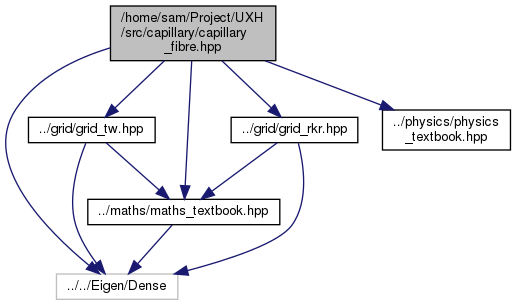 /home/sam/Project/UXH
/src/capillary/capillary
_fibre.hpp
../grid/grid_tw.hpp
../grid/grid_rkr.hpp
../physics/physics
_textbook.hpp
../maths/maths_textbook.hpp
../../Eigen/Dense